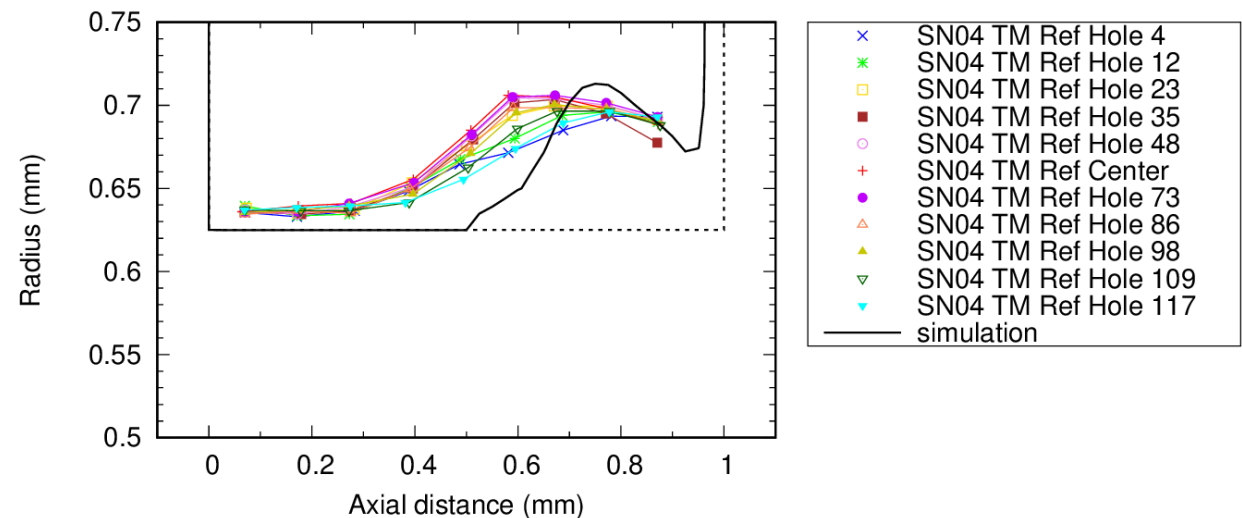 0.75
0.7
0.65
0.6
0.55
0.5
Radius (mm)
0
0.2
0.4
0.6
0.8
1
Axial distance (mm)
SN04 TM Ref Hole 4
SN04 TM Ref Hole 12
SN04 TM Ref Hole 23
SN04 TM Ref Hole 35
SN04 TM Ref Hole 48
SN04 TM Ref Center
SN04 TM Ref Hole 73
SN04 TM Ref Hole 86
SN04 TM Ref Hole 98
SN04 TM Ref Hole 109
SN04 TM Ref Hole 117
simulation